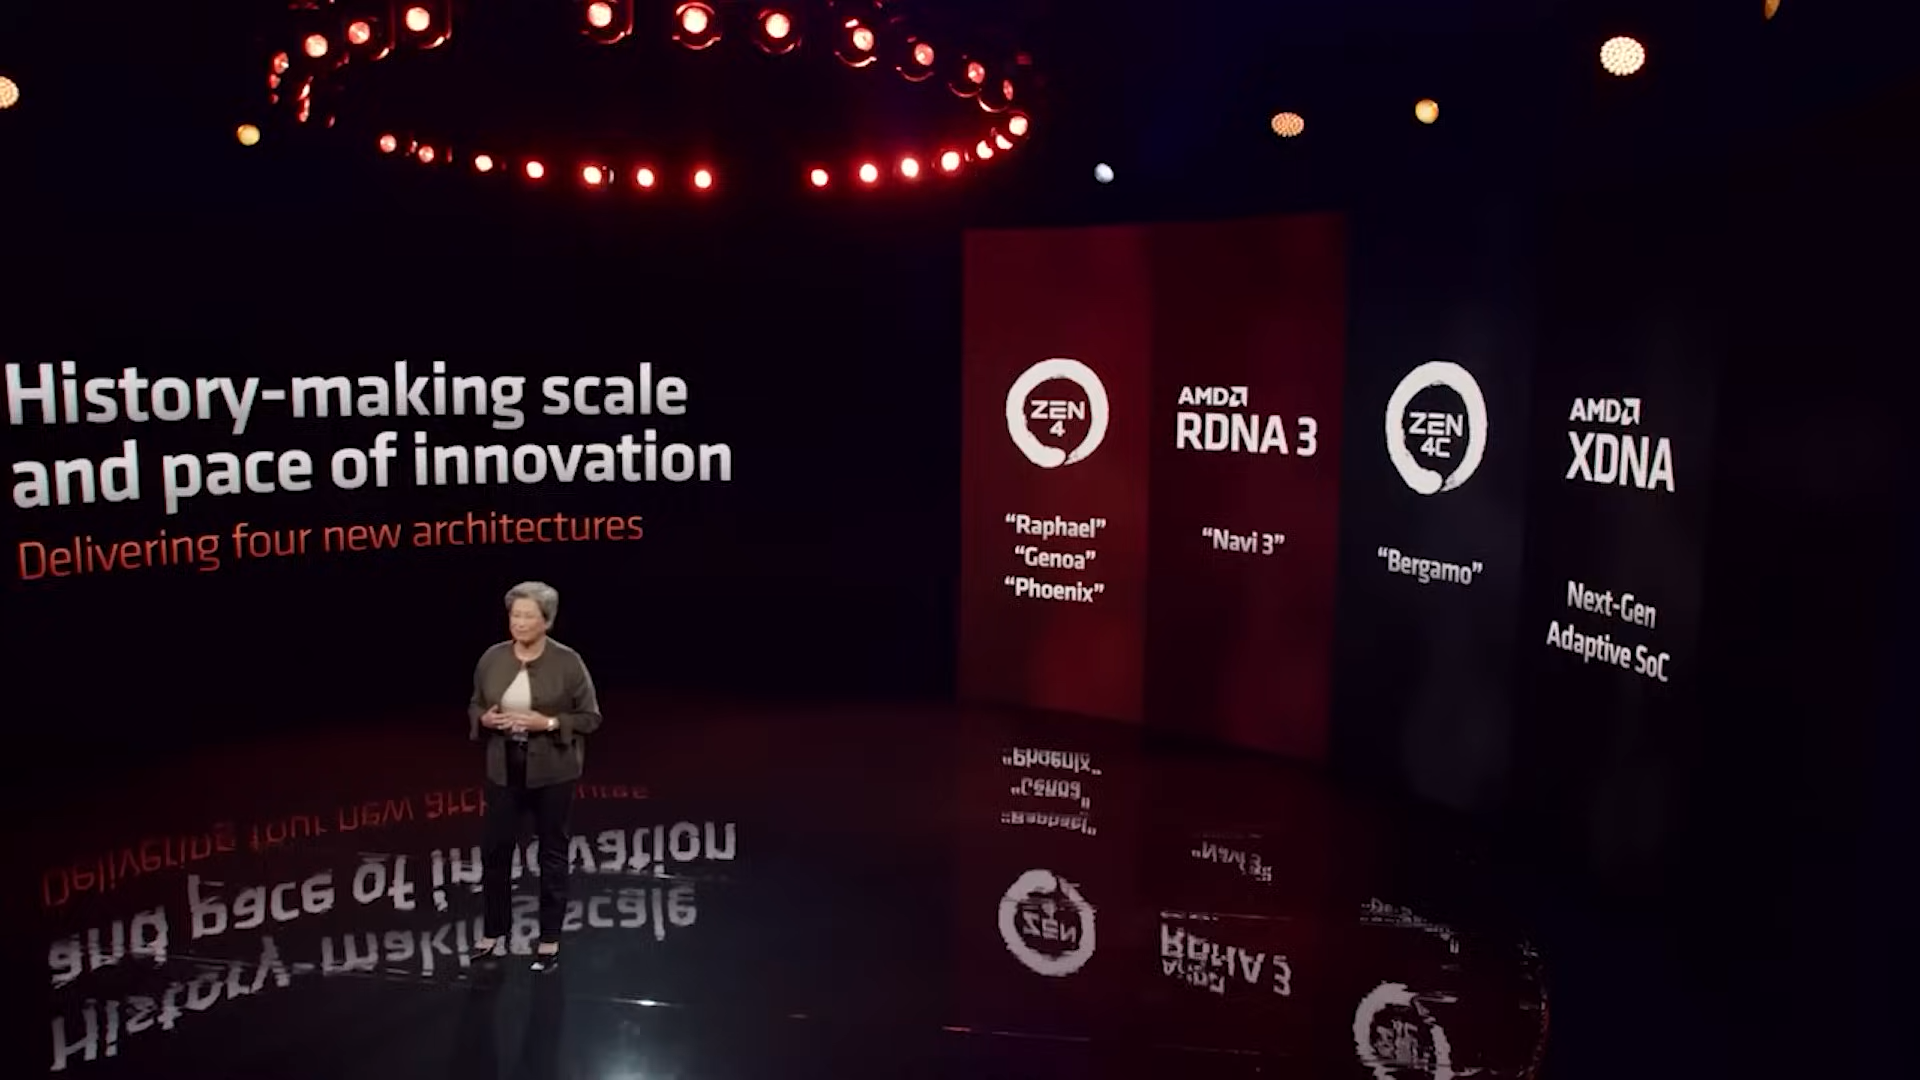 History-making scale
and pace of innovation
Delivering four new architectures
ZEN
4
“Raphael”
“Genoa”
“Phoenix”
AMD
RDNA 3
“Navi 3”
ZEN
4C
“Bergamo”
AMD
XDNA
Next-Gen
Adaptive SoC